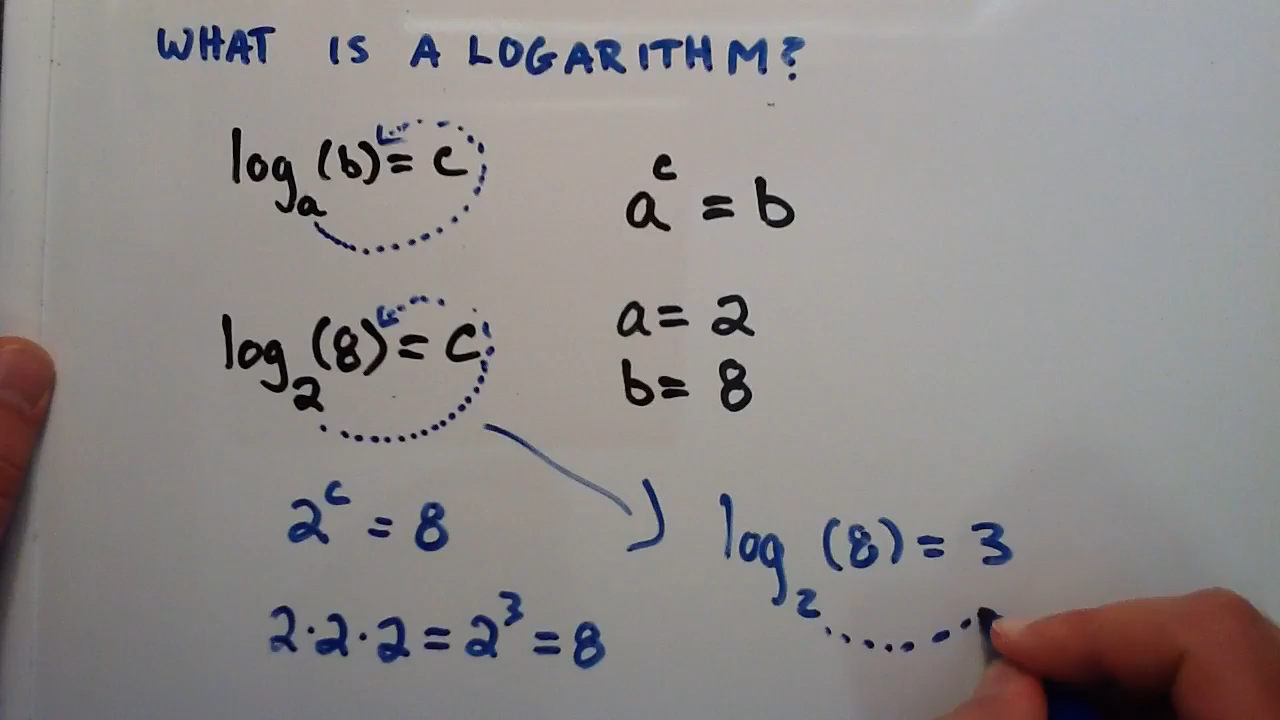 WHAT IS A LOGARITHM?
logₐ(b) = c
aᶜ = b
log₂(8) = c
a = 2
b = 8
2ᶜ = 8
2·2·2 = 2³ = 8
log₂(8) = 3